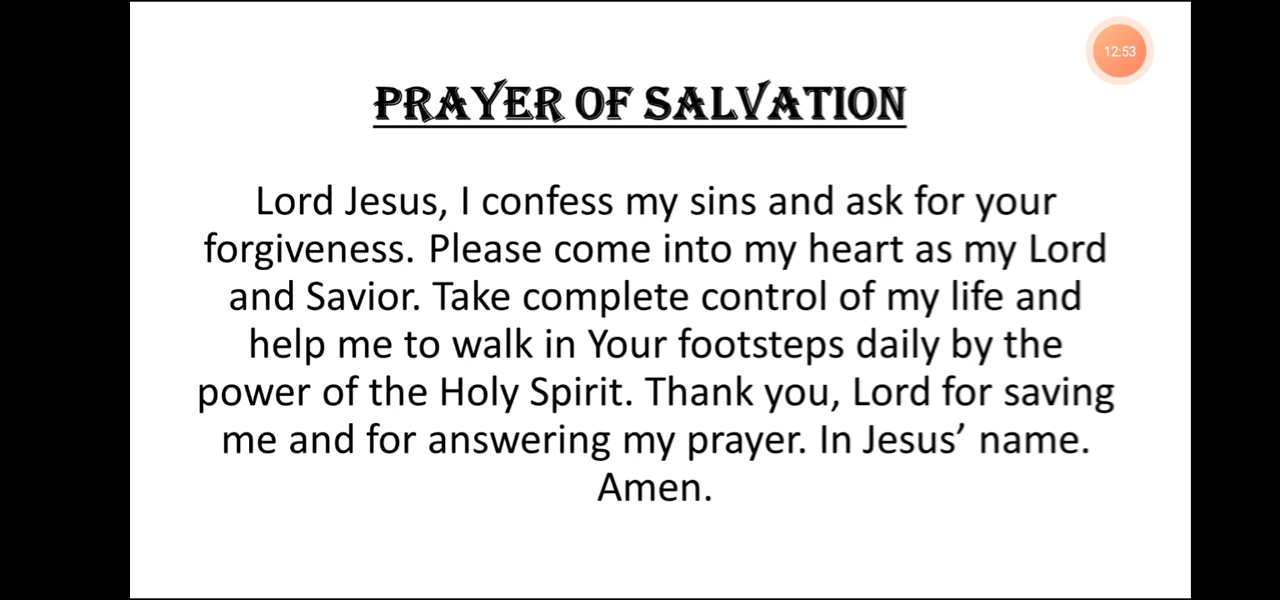 12:53
PRAYER OF SALVATION
Lord Jesus, I confess my sins and ask for your
forgiveness. Please come into my heart as my Lord
and Savior. Take complete control of my life and
help me to walk in Your footsteps daily by the
power of the Holy Spirit. Thank you, Lord for saving
me and for answering my prayer. In Jesus’ name.
Amen.